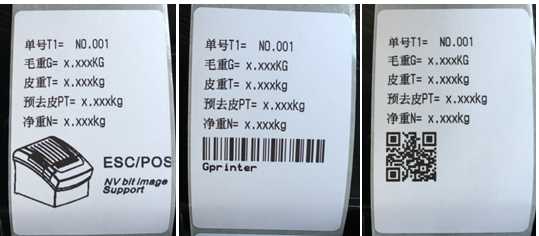 单号T1= NO.001
毛重G= x.xxxKG
皮重T= x.xxxkg
预去皮PT= x.xxxkg
净重N= x.xxxkg
ESC/POS
NV bit image
Support
单号T1= NO.001
毛重G= x.xxxKG
皮重T= x.xxxkg
预去皮PT= x.xxxkg
净重N= x.xxxkg
Gprinter
单号T1= NO.001
毛重G= x.xxxKG
皮重T= x.xxxkg
预去皮PT= x.xxxkg
净重N= x.xxxkg